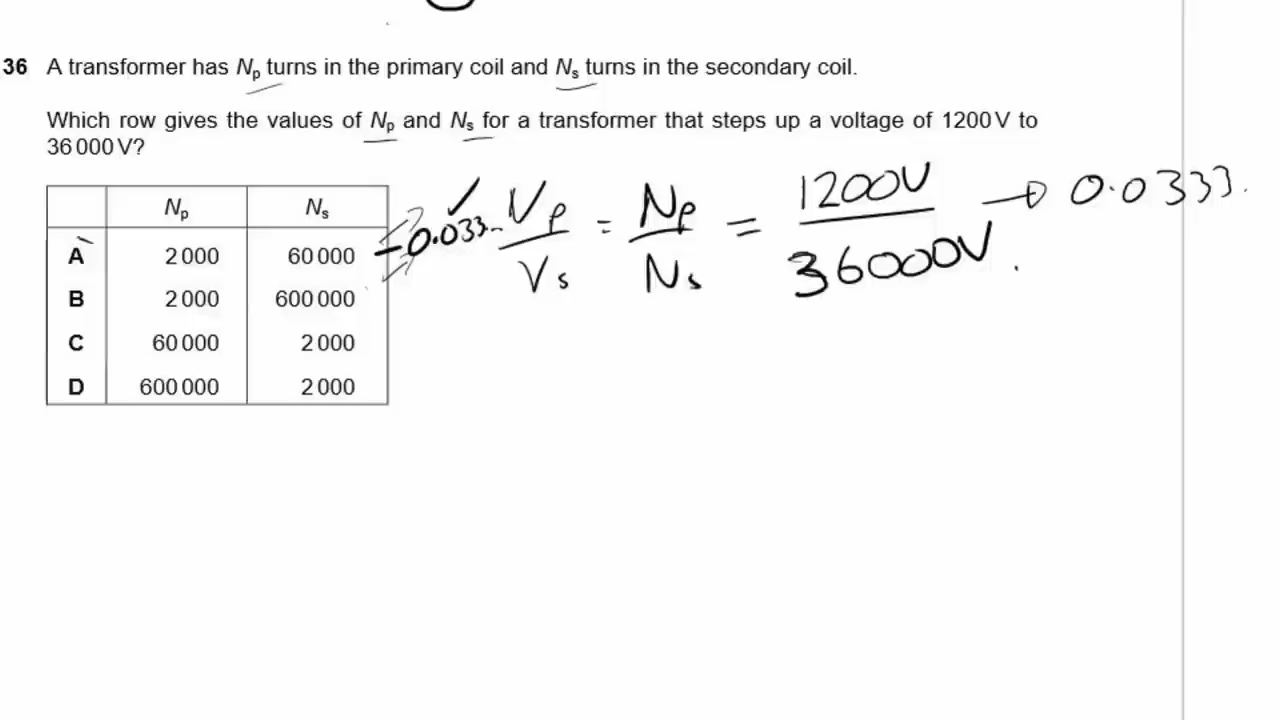 36 A transformer has Np turns in the primary coil and Ns turns in the secondary coil.
Which row gives the values of Np and Ns for a transformer that steps up a voltage of 1200 V to
36 000 V?
Np Ns
A 2 000 60 000
B 2 000 600 000
C 60 000 2 000
D 600 000 2 000
0.033.. ✓
Vp/Vs = Np/Ns = 1200V/36000V → 0.0333.